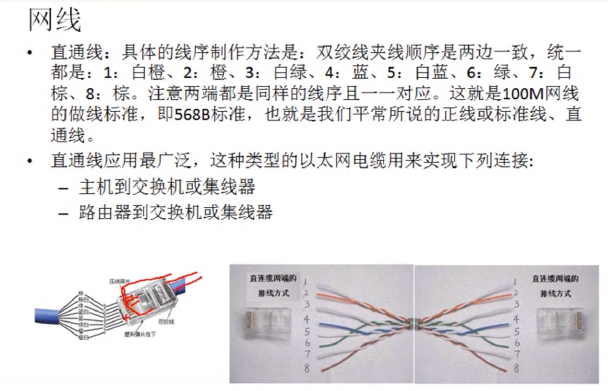 网线
• 直通线：具体的线序制作方法是：双绞线夹线顺序是两边一致，统一
都是：1：白橙、2：橙、3：白绿、4：蓝、5：白蓝、6：绿、7：白
棕、8：棕。注意两端都是同样的线序且一一对应。这就是100M网线
的做线标准，即568B标准，也就是我们平常所说的正线或标准线、直
通线。
• 直通线应用最广泛，这种类型的以太网电缆用来实现下列连接:
– 主机到交换机或集线器
– 路由器到交换机或集线器
压线簧片
双绞线
直连缆两端的
排线方式
1
2
3
4
5
6
7
8
1
2
3
4
5
6
7
8
直连缆两端的
排线方式